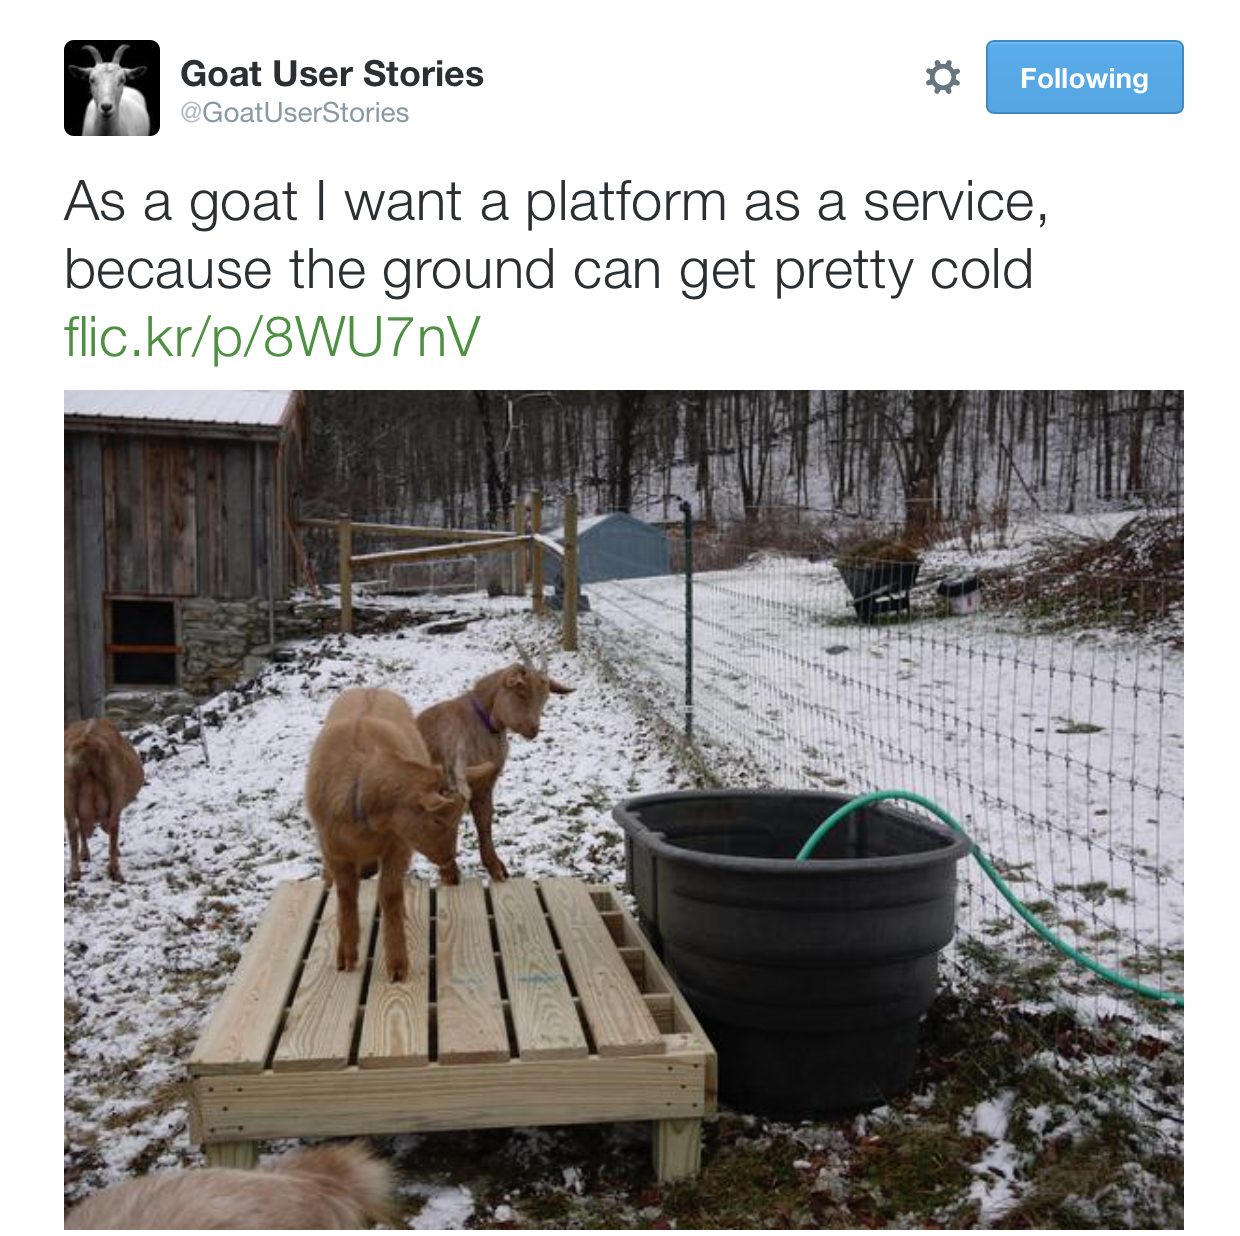 Goat User Stories
@GoatUserStories
Following
As a goat I want a platform as a service,
because the ground can get pretty cold
flic.kr/p/8WU7nV